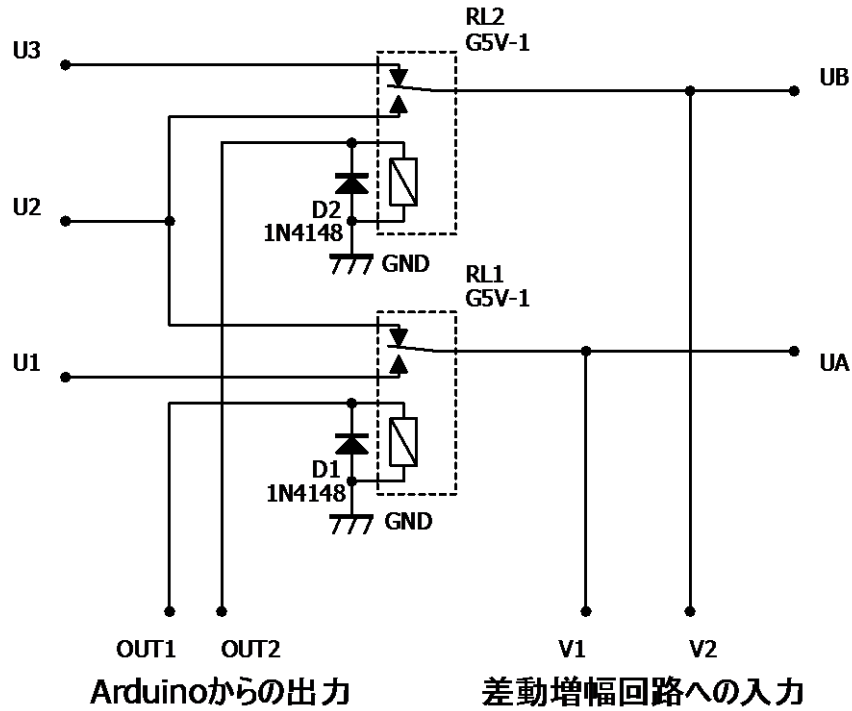 RL2
G5V-1
U3
UB
U2
D2
1N4148
GND
RL1
G5V-1
U1
UA
D1
1N4148
GND
OUT1
OUT2
V1
V2
Arduinoからの出力
差動増幅回路への入力